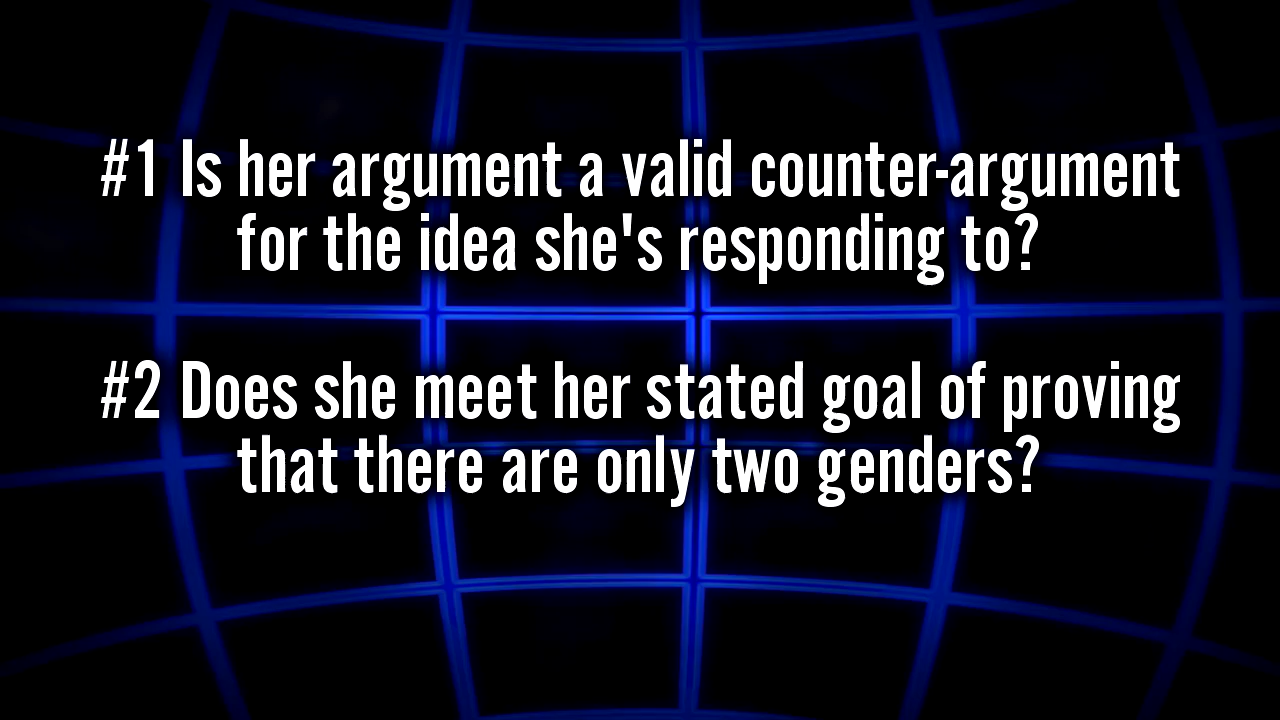 #1 Is her argument a valid counter-argument
for the idea she's responding to?
#2 Does she meet her stated goal of proving
that there are only two genders?